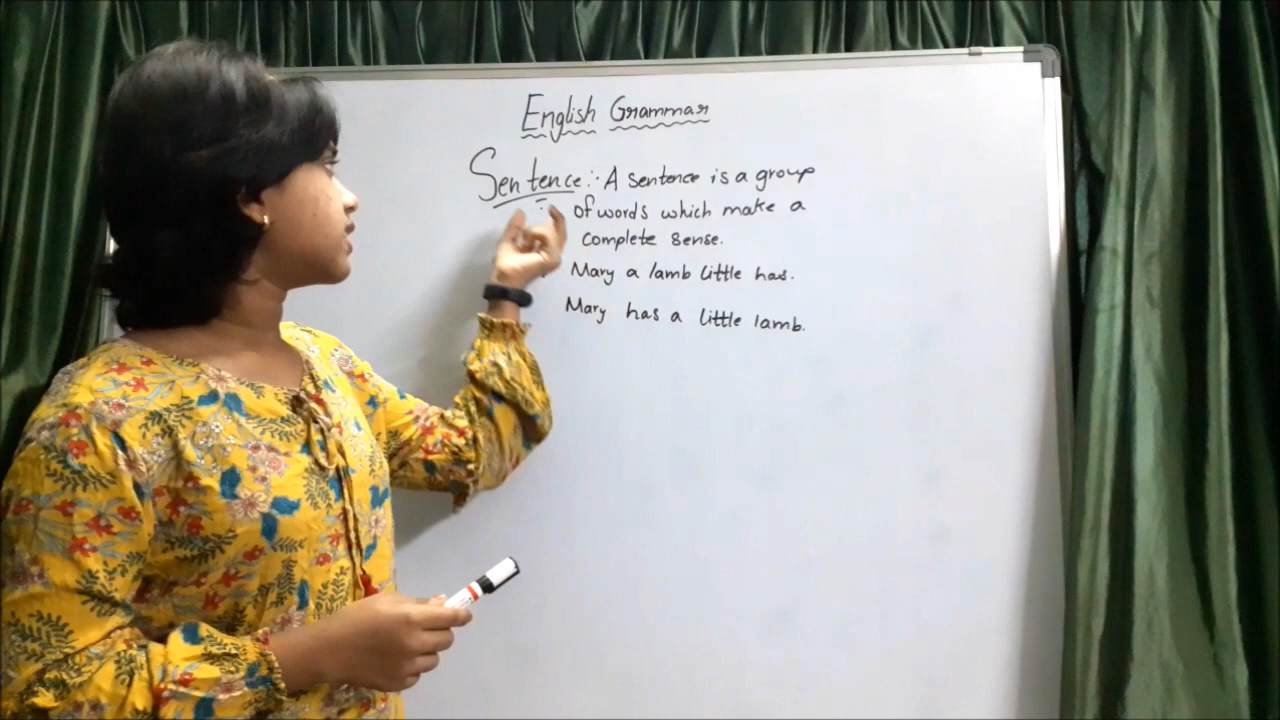 English Grammar
Sentence:- A sentence is a group
of words which make a
complete sense.
Mary a lamb little has.
Mary has a little lamb.